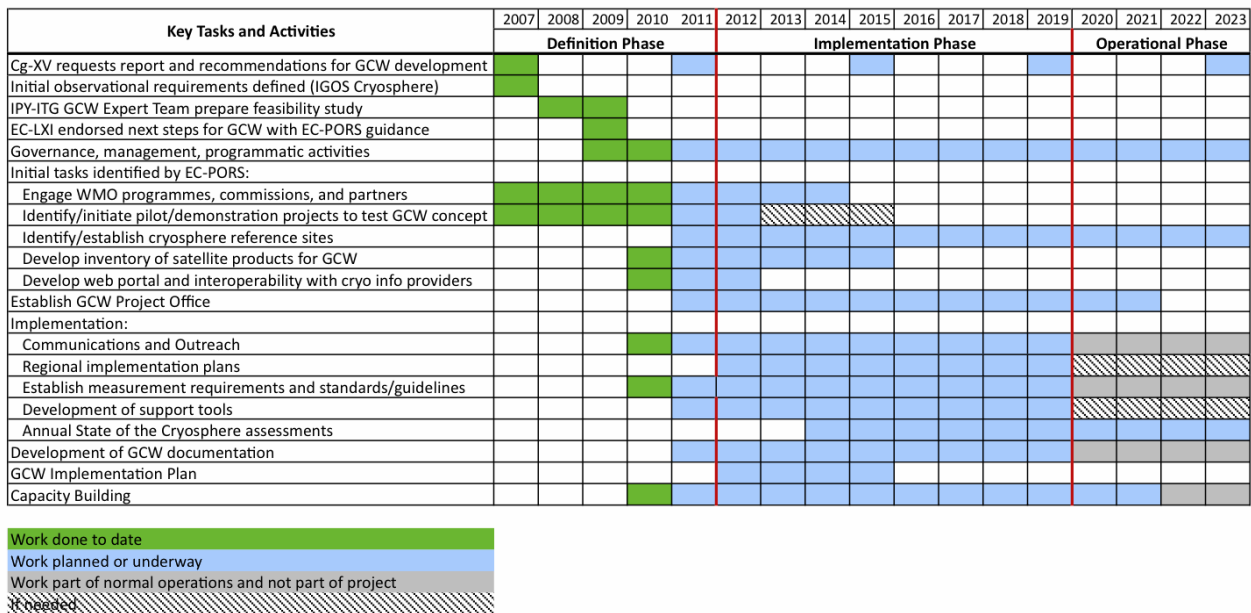 Key Tasks and Activities 2007 2008 2009 2010 2011 2012 2013 2014 2015 2016 2017 2018 2019 2020 2021 2022 2023
Definition Phase Implementation Phase Operational Phase
Cg-XV requests report and recommendations for GCW development
Initial observational requirements defined (IGOS Cryosphere)
IPY-ITG GCW Expert Team prepare feasibility study
EC-LXI endorsed next steps for GCW with EC-PORS guidance
Governance, management, programmatic activities
Initial tasks identified by EC-PORS:
Engage WMO programmes, commissions, and partners
Identify/initiate pilot/demonstration projects to test GCW concept
Identify/establish cryosphere reference sites
Develop inventory of satellite products for GCW
Develop web portal and interoperability with cryo info providers
Establish GCW Project Office
Implementation:
Communications and Outreach
Regional implementation plans
Establish measurement requirements and standards/guidelines
Development of support tools
Annual State of the Cryosphere assessments
Development of GCW documentation
GCW Implementation Plan
Capacity Building
Work done to date
Work planned or underway
Work part of normal operations and not part of project
If needed